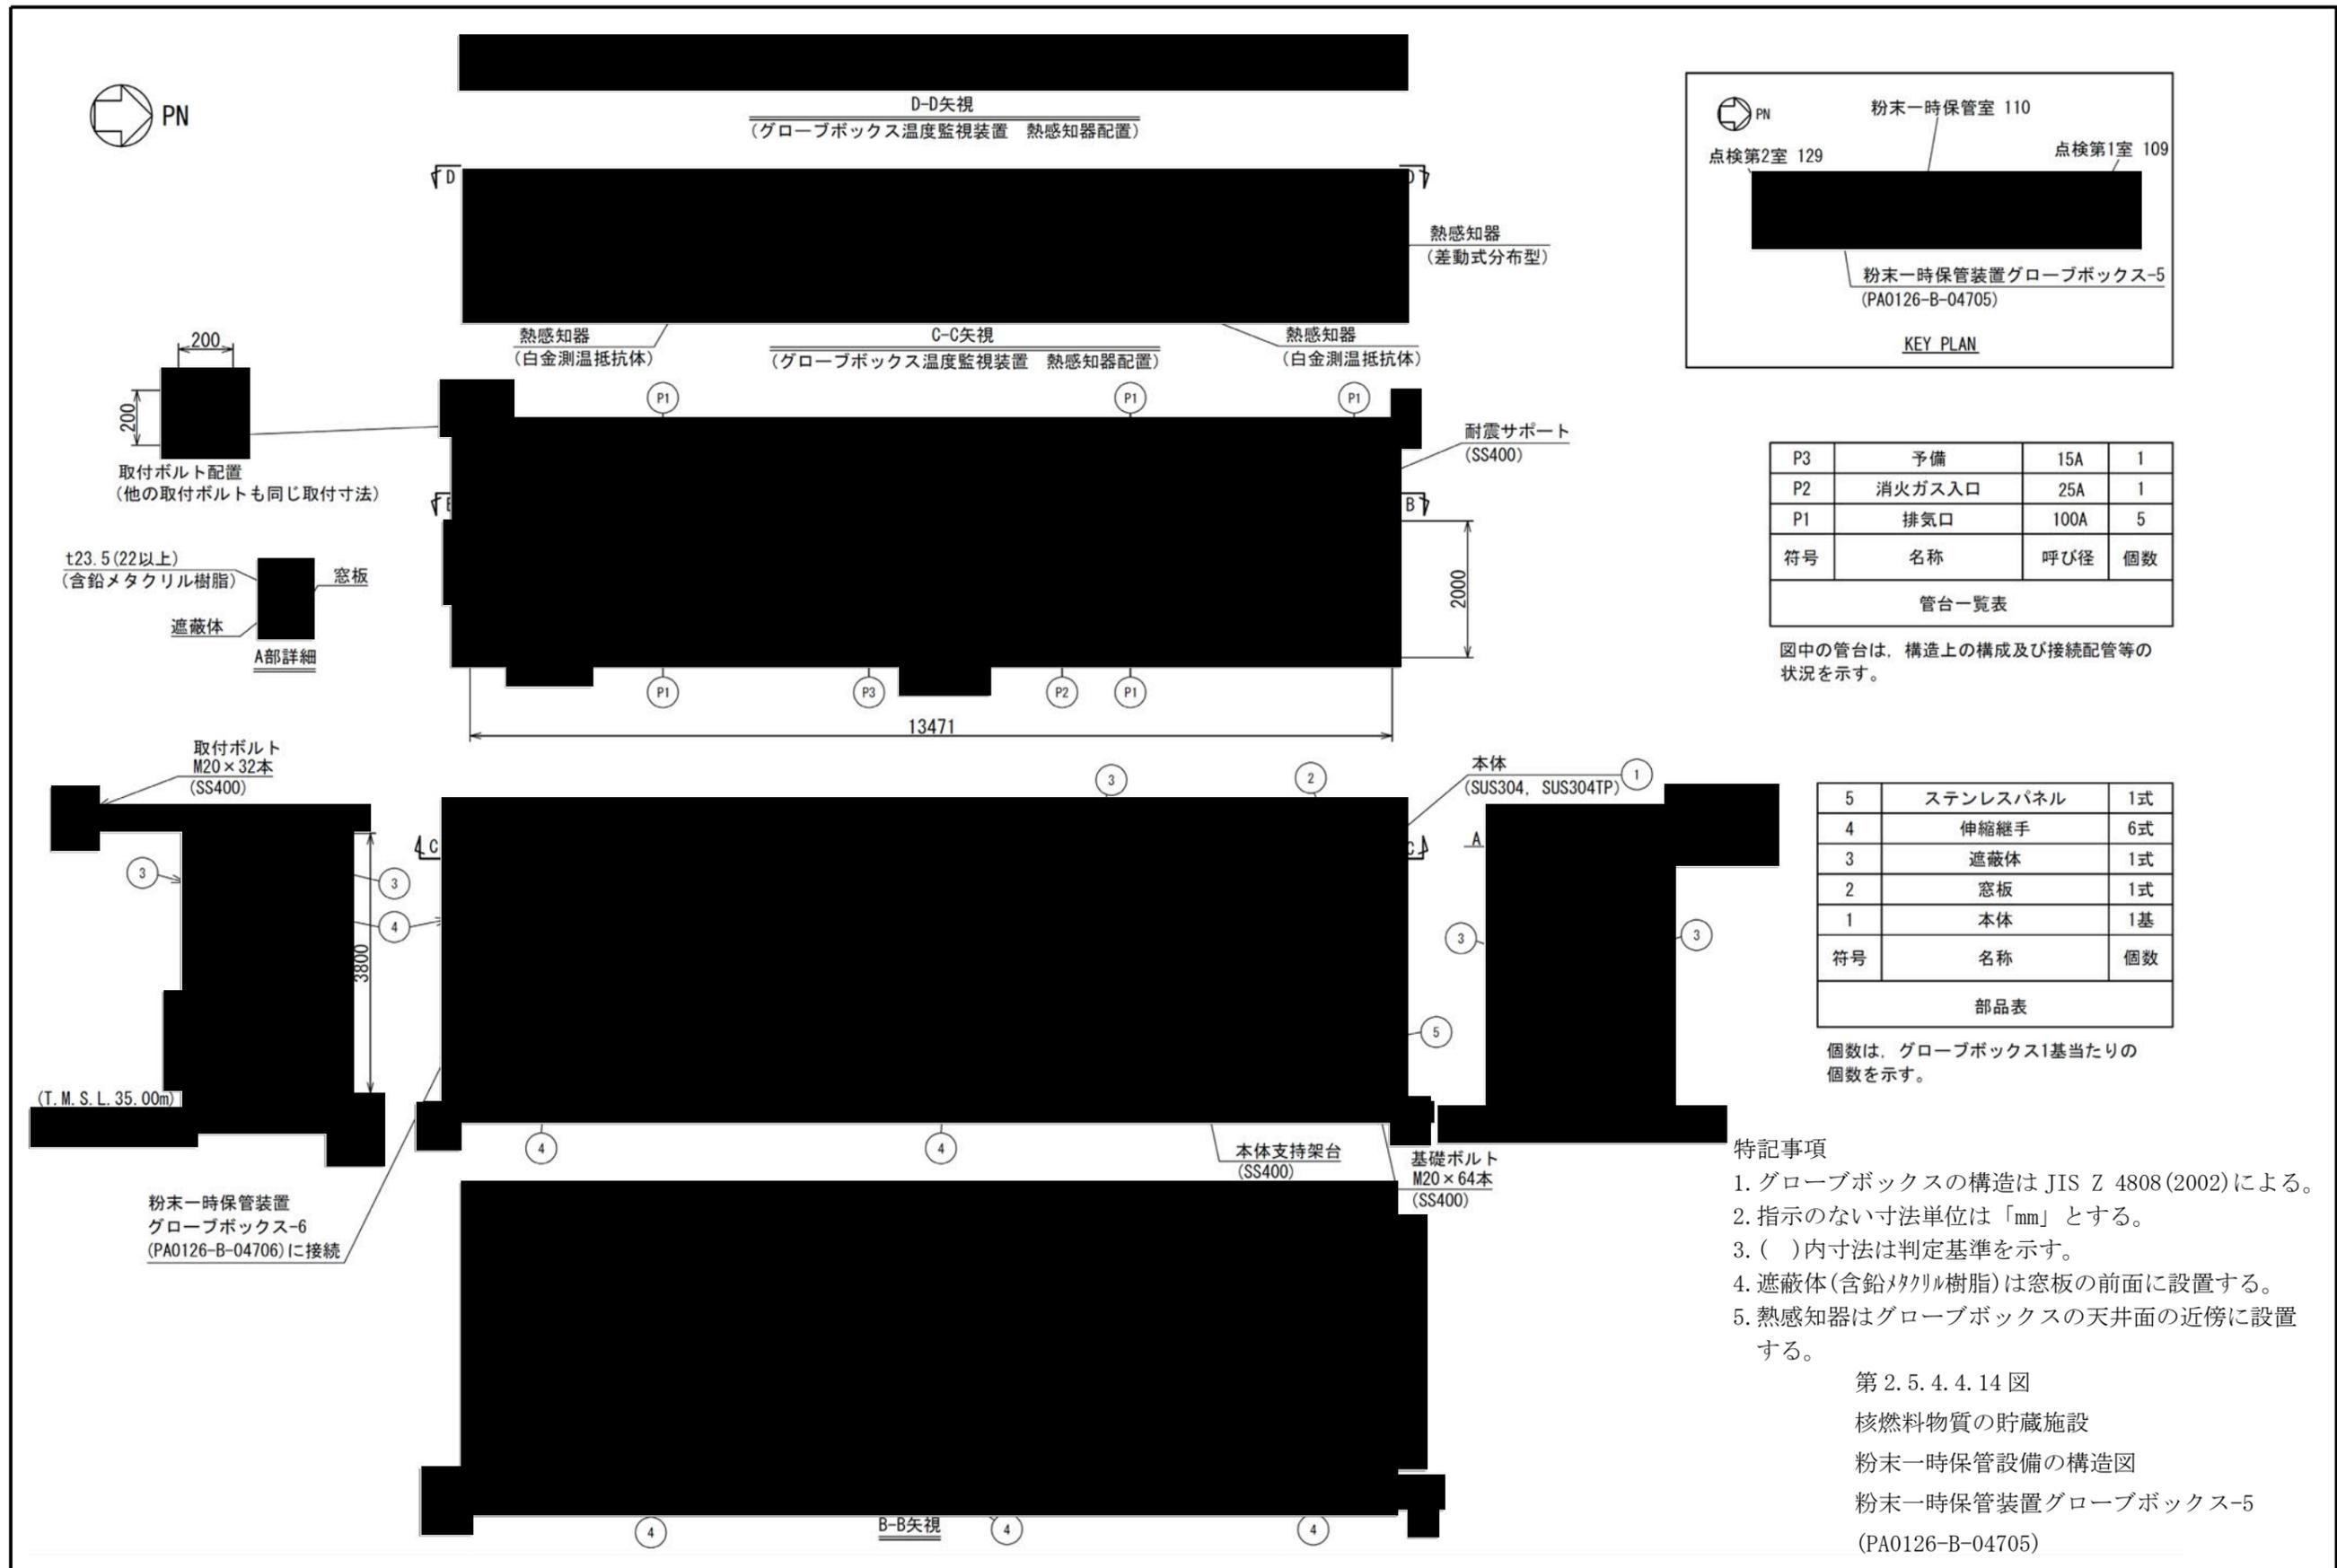 PN
D-D矢視
(グローブボックス温度監視装置　熱感知器配置)
D
D
熱感知器
(差動式分布型)
熱感知器
(白金測温抵抗体)
C-C矢視
(グローブボックス温度監視装置　熱感知器配置)
熱感知器
(白金測温抵抗体)
PN
粉末一時保管室 110
点検第2室 129
点検第1室 109
粉末一時保管装置グローブボックス-5
(PA0126-B-04705)
KEY PLAN
200
200
取付ボルト配置
(他の取付ボルトも同じ取付寸法)
P1
P1
P1
耐震サポート
(SS400)
B
2000
t23.5(22以上)
(含鉛メタクリル樹脂)
窓板
遮蔽体
A部詳細
P1
P3
P2
P1
13471
P3 予備 15A 1
P2 消火ガス入口 25A 1
P1 排気口 100A 5
符号 名称 呼び径 個数
管台一覧表
図中の管台は，構造上の構成及び接続配管等の
状況を示す。
取付ボルト
M20×32本
(SS400)
3
3
4
3800
(T.M.S.L.35.00m)
3
2
本体
(SUS304, SUS304TP)
1
C
C
A
3
3
5
4
4
本体支持架台
(SS400)
基礎ボルト
M20×64本
(SS400)
粉末一時保管装置
グローブボックス-6
(PA0126-B-04706)に接続
5 ステンレスパネル 1式
4 伸縮継手 6式
3 遮蔽体 1式
2 窓板 1式
1 本体 1基
符号 名称 個数
部品表
個数は，グローブボックス1基当たりの
個数を示す。
4
B-B矢視
4
4
特記事項
1.グローブボックスの構造は JIS Z 4808(2002)による。
2.指示のない寸法単位は「mm」とする。
3.(　)内寸法は判定基準を示す。
4.遮蔽体(含鉛ﾒﾀｸﾘﾙ樹脂)は窓板の前面に設置する。
5.熱感知器はグローブボックスの天井面の近傍に設置
する。
第 2.5.4.4.14 図
核燃料物質の貯蔵施設
粉末一時保管設備の構造図
粉末一時保管装置グローブボックス-5
(PA0126-B-04705)